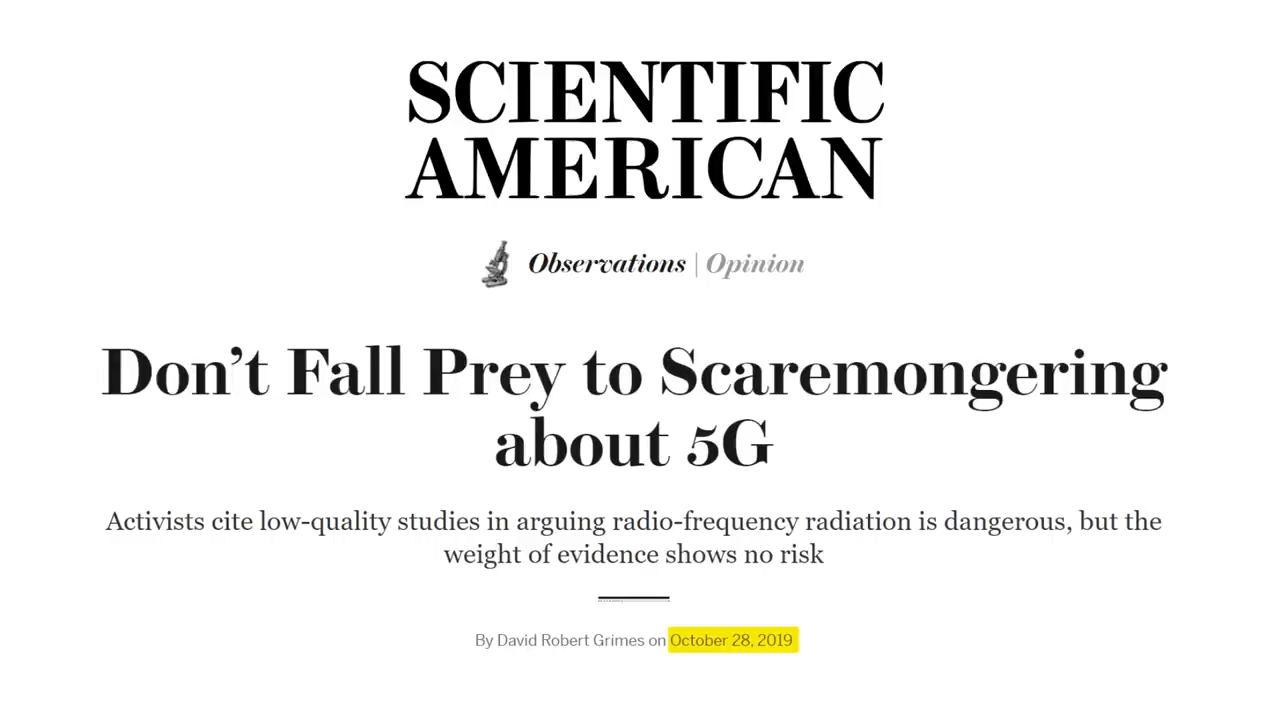 SCIENTIFIC
AMERICAN
Observations | Opinion
Don’t Fall Prey to Scaremongering
about 5G
Activists cite low-quality studies in arguing radio-frequency radiation is dangerous, but the
weight of evidence shows no risk
By David Robert Grimes on October 28, 2019